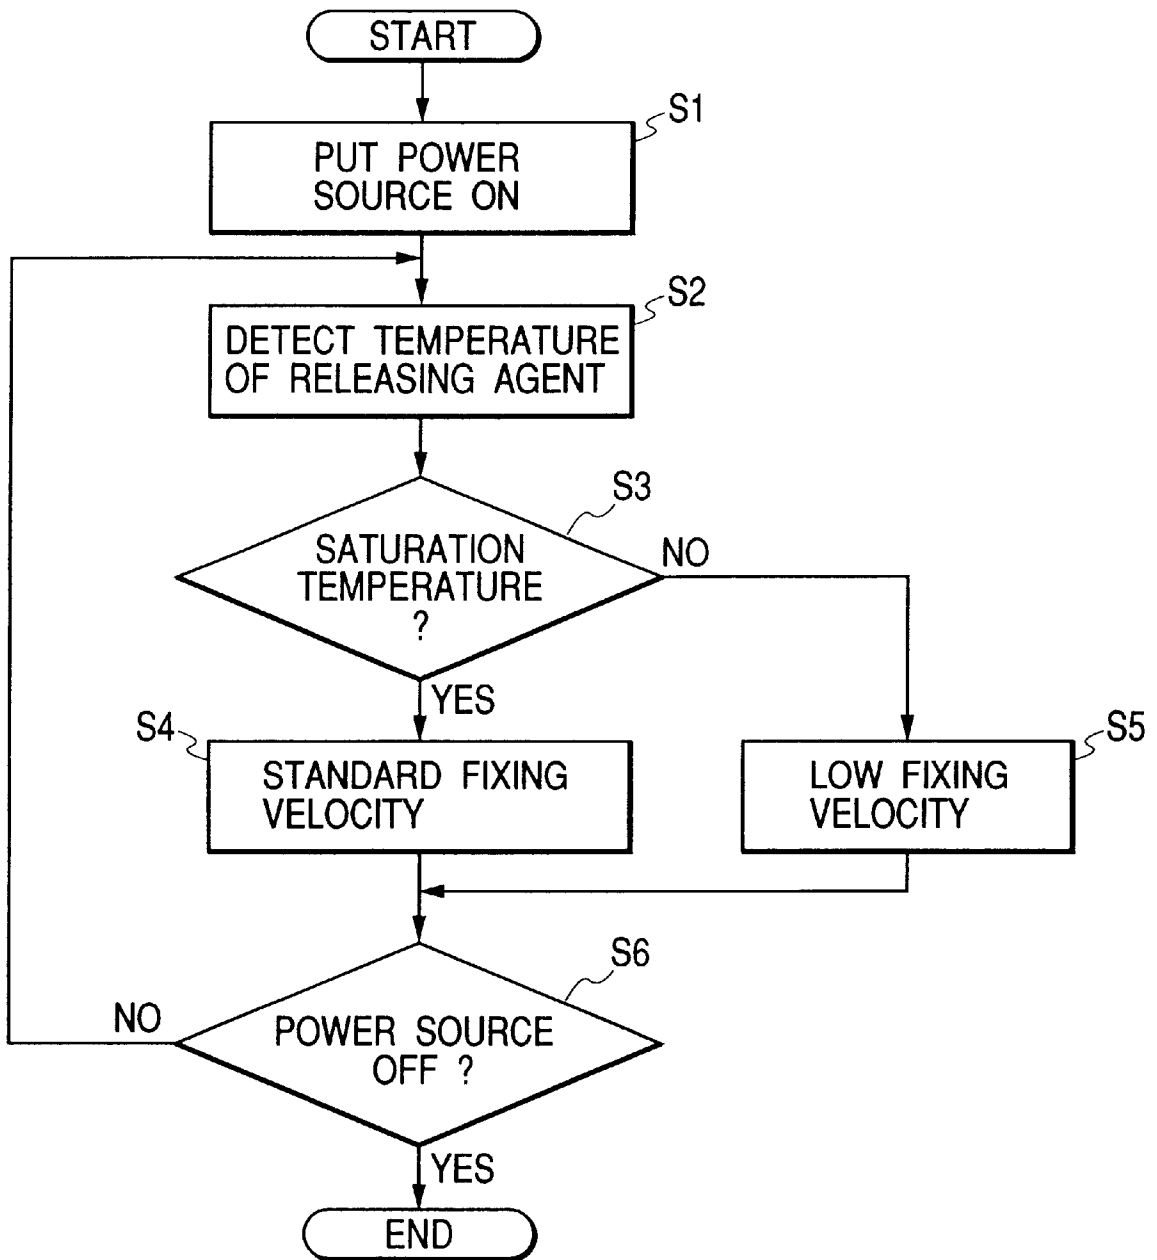 START
S1
PUT POWER
SOURCE ON
S2
DETECT TEMPERATURE
OF RELEASING AGENT
S3
SATURATION
TEMPERATURE
?
NO
YES
S4
STANDARD FIXING
VELOCITY
S5
LOW FIXING
VELOCITY
S6
NO
POWER SOURCE
OFF ?
YES
END